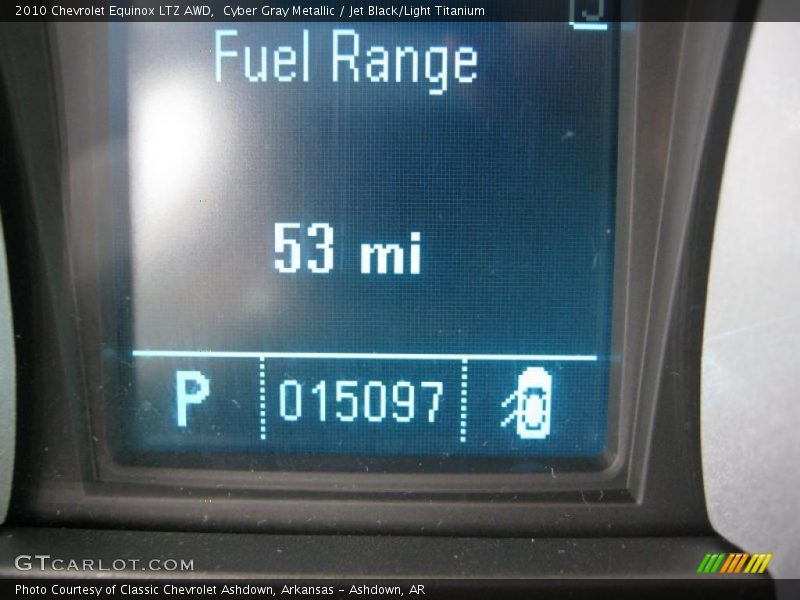 2010 Chevrolet Equinox LTZ AWD, Cyber Gray Metallic / Jet Black/Light Titanium
Fuel Range
53 mi
P 015097
GTCARLOT.COM
Photo Courtesy of Classic Chevrolet Ashdown, Arkansas - Ashdown, AR